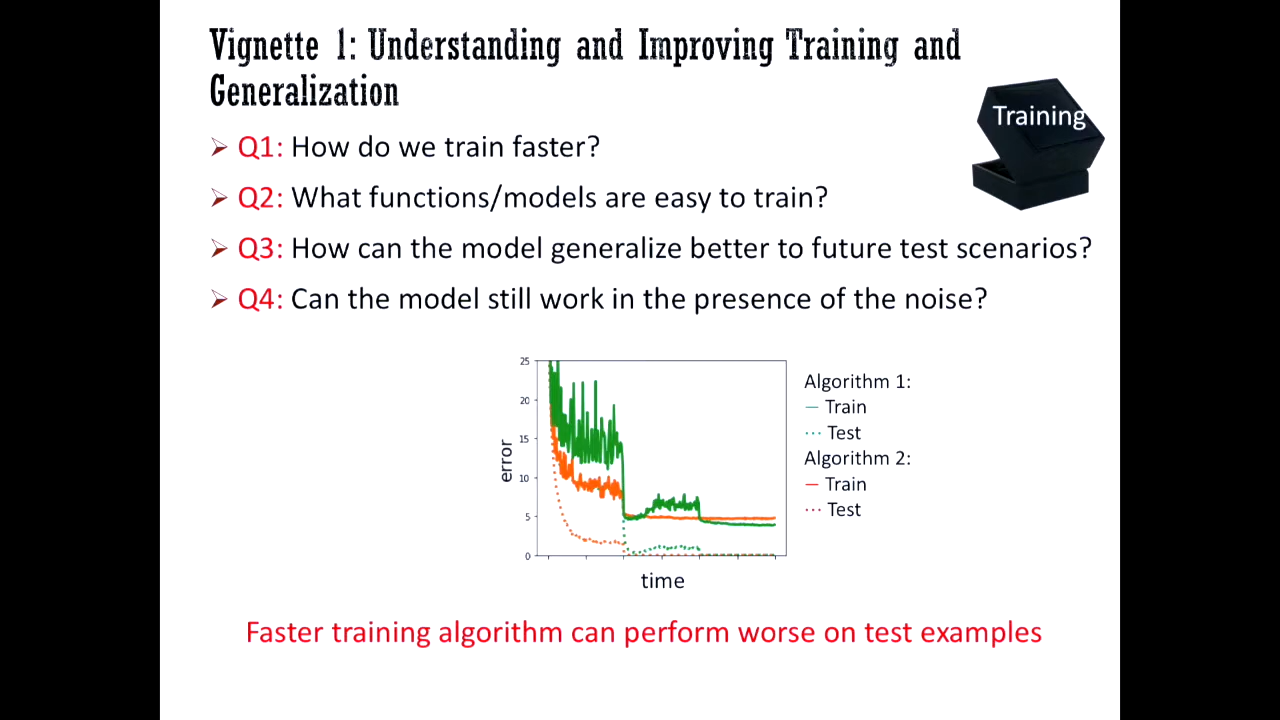 Vignette 1: Understanding and Improving Training and
Generalization
Training
➢ Q1: How do we train faster?
➢ Q2: What functions/models are easy to train?
➢ Q3: How can the model generalize better to future test scenarios?
➢ Q4: Can the model still work in the presence of the noise?
25
20
15
10
5
0
error
time
Algorithm 1:
Train
Test
Algorithm 2:
Train
Test
Faster training algorithm can perform worse on test examples